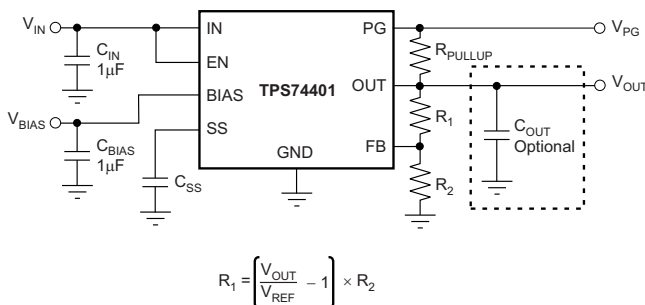 V_IN
C_IN
1μF
V_BIAS
C_BIAS
1μF
C_SS
IN
EN
BIAS
SS
TPS74401
GND
PG
OUT
FB
R_PULLUP
R_1
R_2
V_PG
V_OUT
C_OUT
Optional
R_1 = [V_OUT / V_REF − 1] × R_2